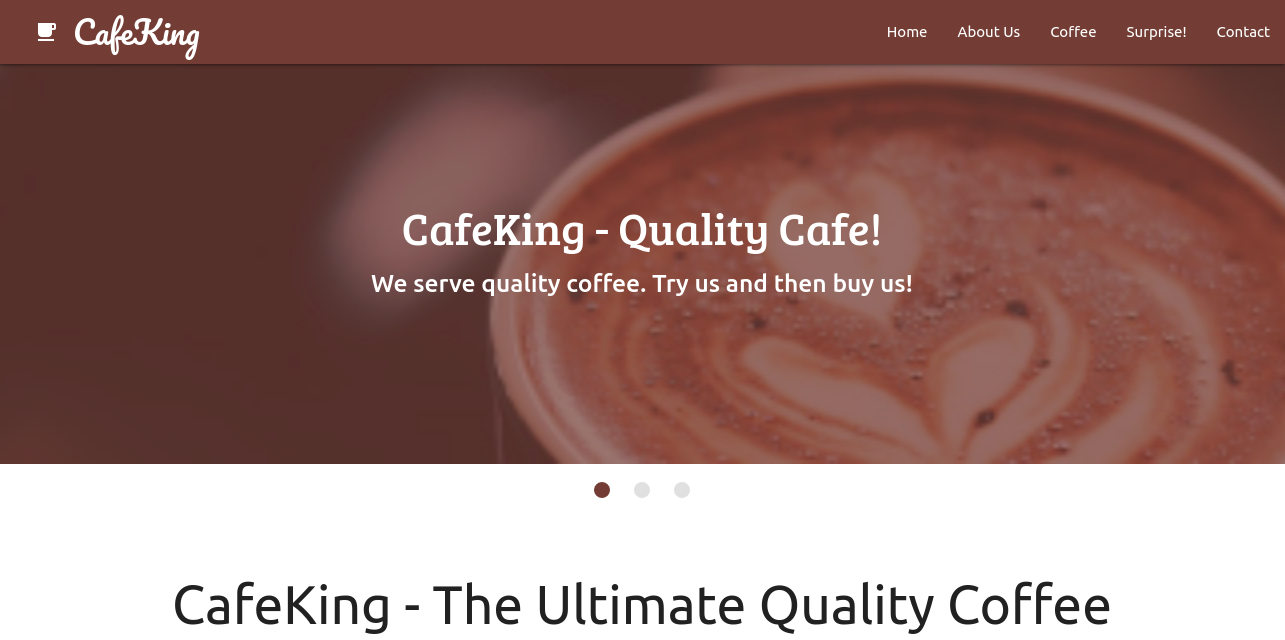 CafeKing
Home About Us Coffee Surprise! Contact
CafeKing - Quality Cafe!
We serve quality coffee. Try us and then buy us!
CafeKing - The Ultimate Quality Coffee